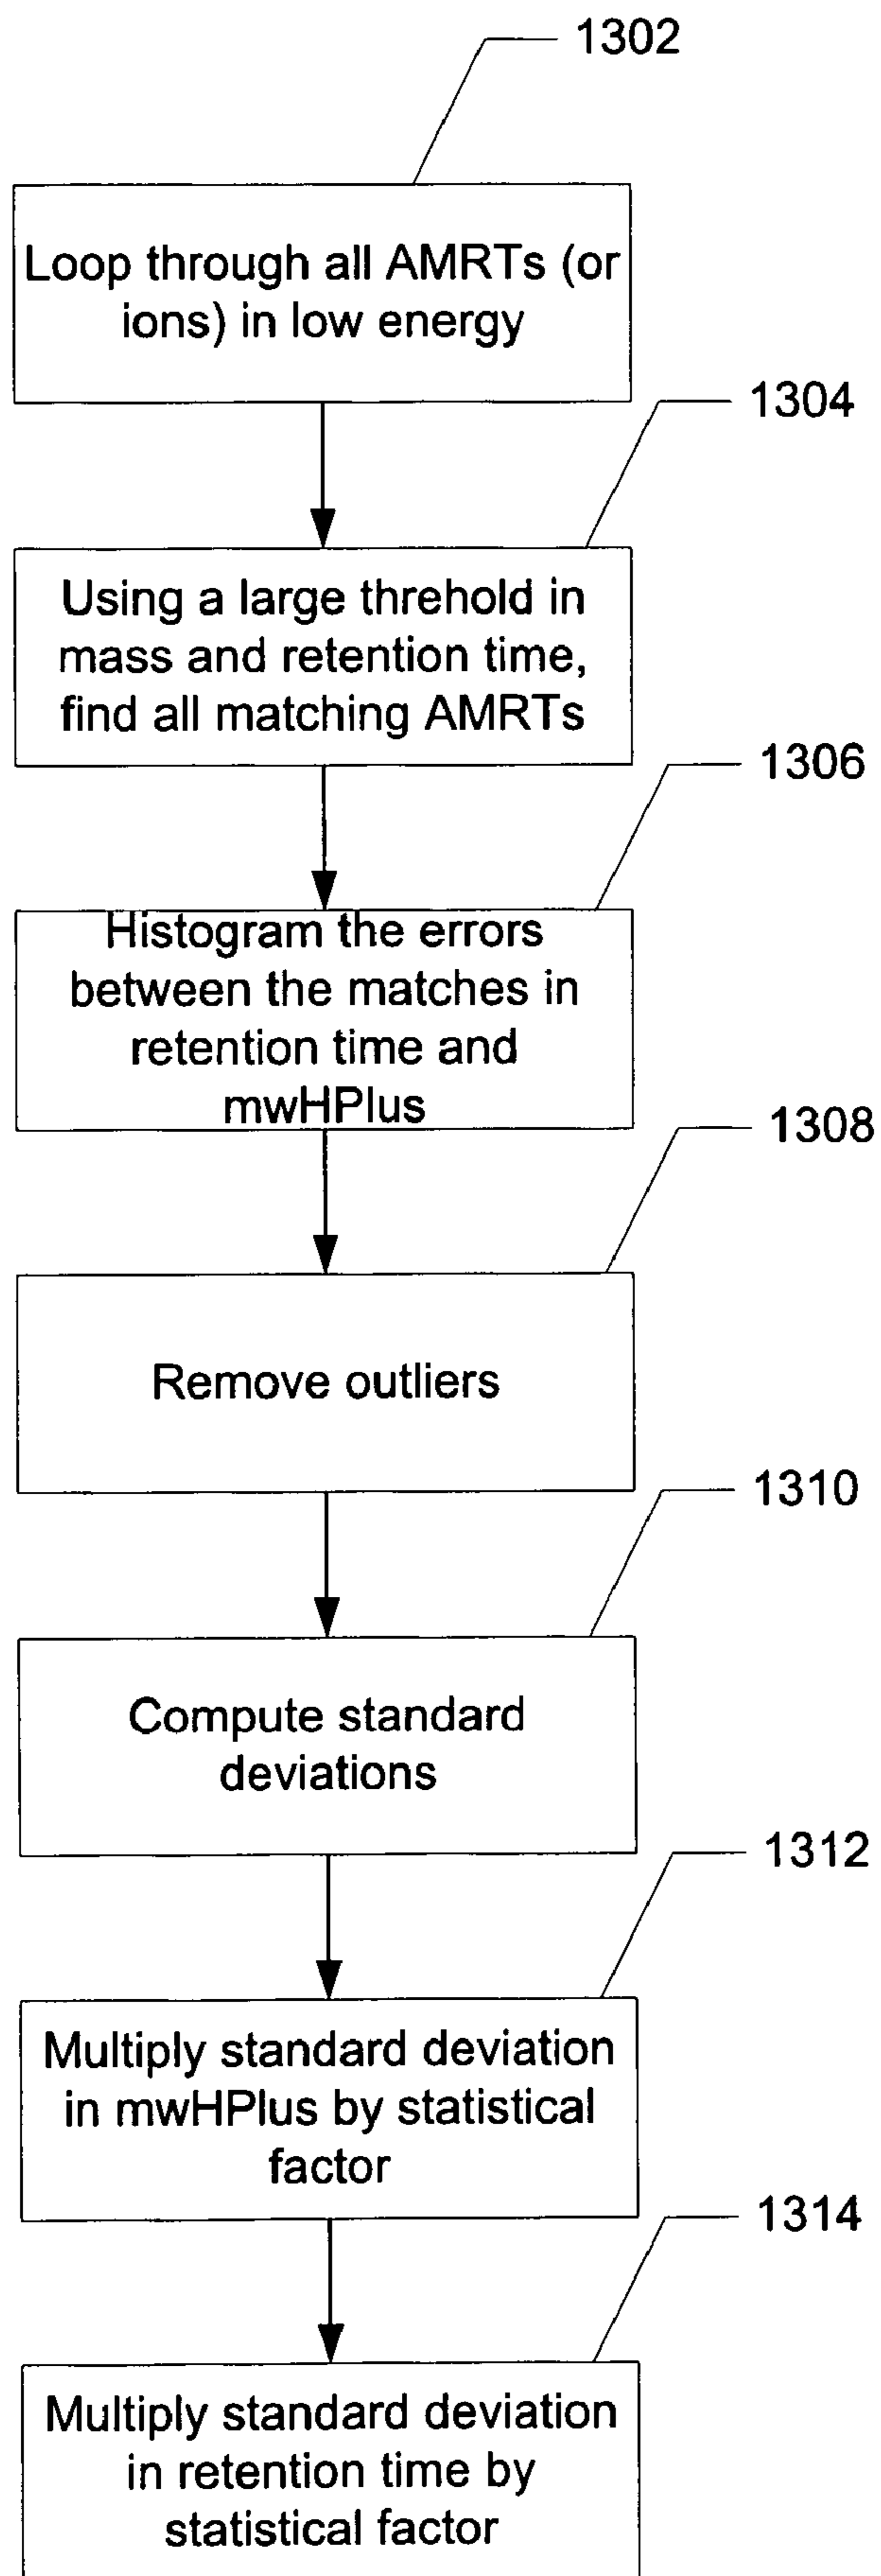 1302
Loop through all AMRTs (or
ions) in low energy
1304
Using a large threhold in
mass and retention time,
find all matching AMRTs
1306
Histogram the errors
between the matches in
retention time and
mwHPlus
1308
Remove outliers
1310
Compute standard
deviations
1312
Multiply standard deviation
in mwHPlus by statistical
factor
1314
Multiply standard deviation
in retention time by
statistical factor